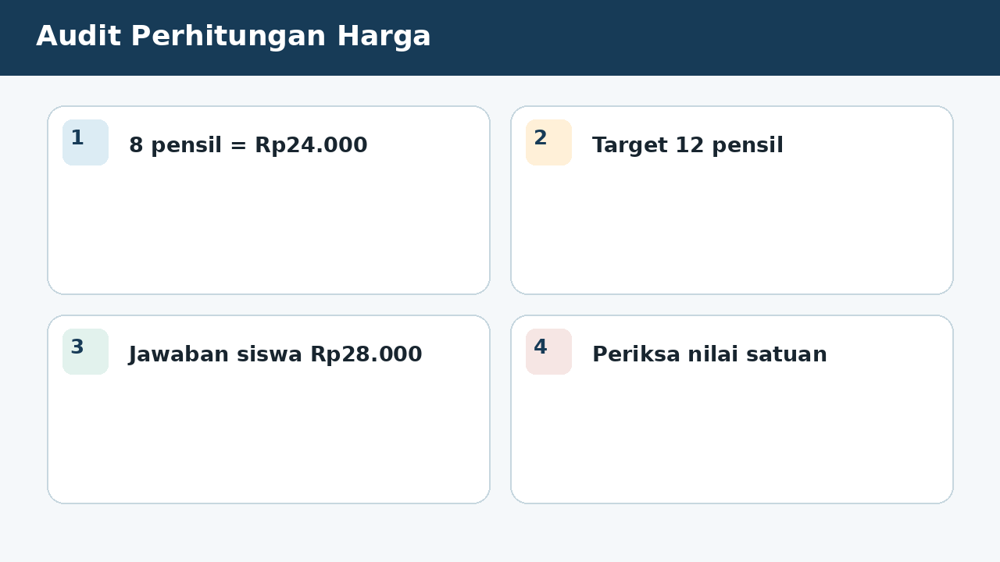 Audit Perhitungan Harga
1
8 pensil = Rp24.000
2
Target 12 pensil
3
Jawaban siswa Rp28.000
4
Periksa nilai satuan